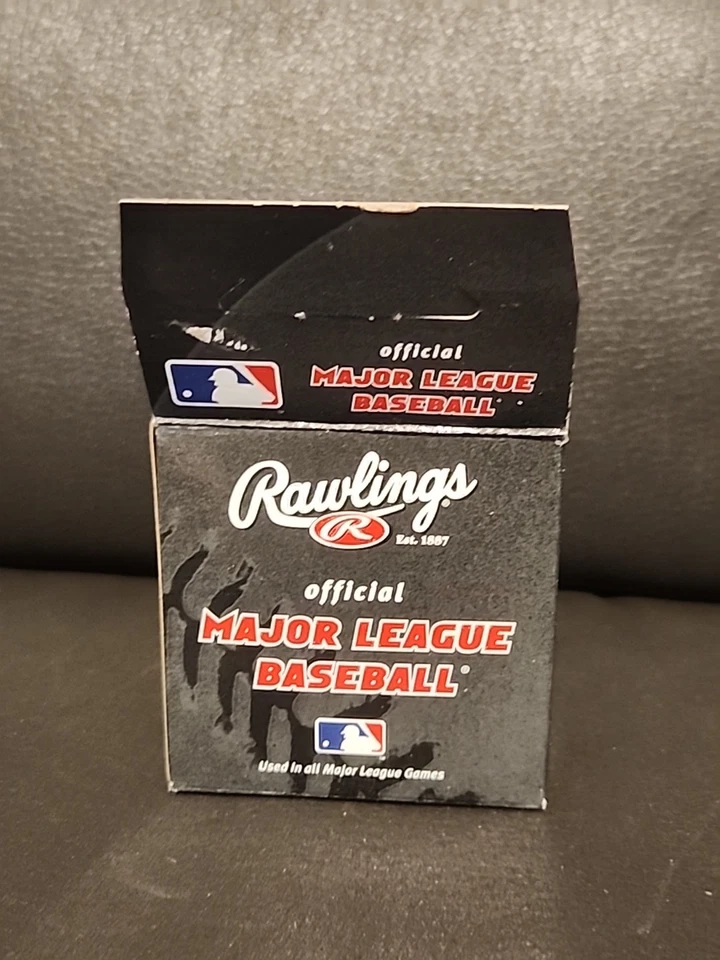 official
MAJOR LEAGUE
BASEBALL
Rawlings
R
Est. 1887
official
MAJOR LEAGUE
BASEBALL®
Used in all Major League Games